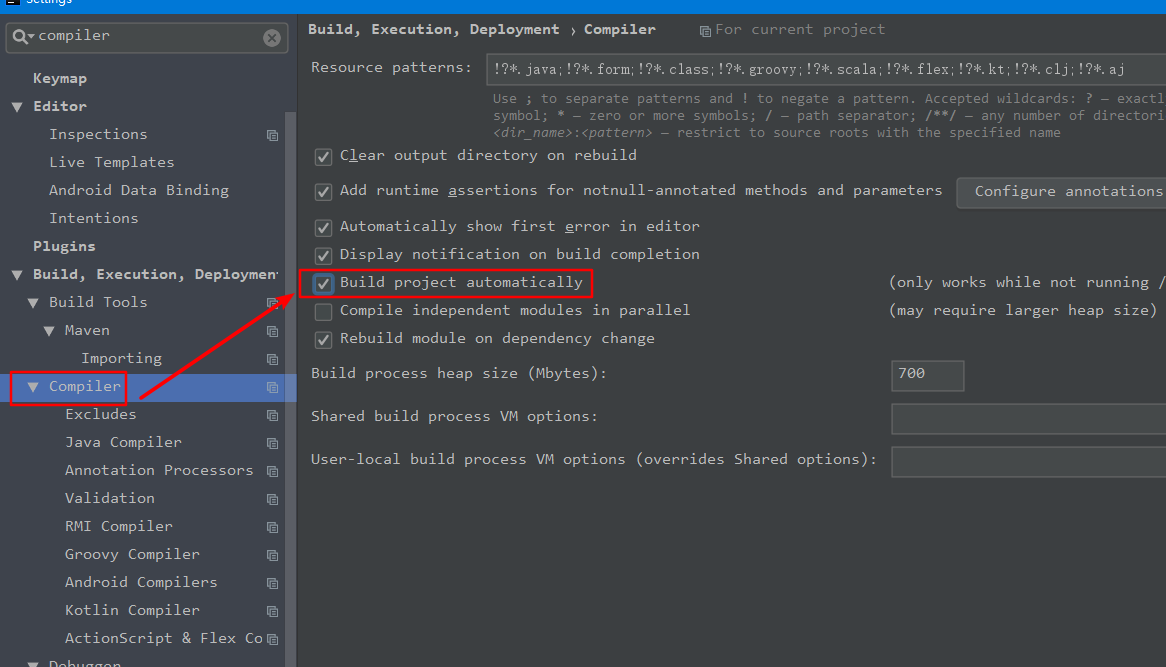 Settings
compiler
Keymap
Editor
Inspections
Live Templates
Android Data Binding
Intentions
Plugins
Build, Execution, Deploymen
Build Tools
Maven
Importing
Compiler
Excludes
Java Compiler
Annotation Processors
Validation
RMI Compiler
Groovy Compiler
Android Compilers
Kotlin Compiler
ActionScript & Flex Co
Debugger
Build, Execution, Deployment › Compiler For current project
Resource patterns: !?*.java;!?*.form;!?*.class;!?*.groovy;!?*.scala;!?*.flex;!?*.kt;!?*.clj;!?*.aj
Use ; to separate patterns and ! to negate a pattern. Accepted wildcards: ? — exactl
symbol; * — zero or more symbols; / — path separator; /**/ — any number of directori
<dir_name>:<pattern> — restrict to source roots with the specified name
Clear output directory on rebuild
Add runtime assertions for notnull-annotated methods and parameters Configure annotations
Automatically show first error in editor
Display notification on build completion
Build project automatically (only works while not running /
Compile independent modules in parallel (may require larger heap size)
Rebuild module on dependency change
Build process heap size (Mbytes): 700
Shared build process VM options:
User-local build process VM options (overrides Shared options):